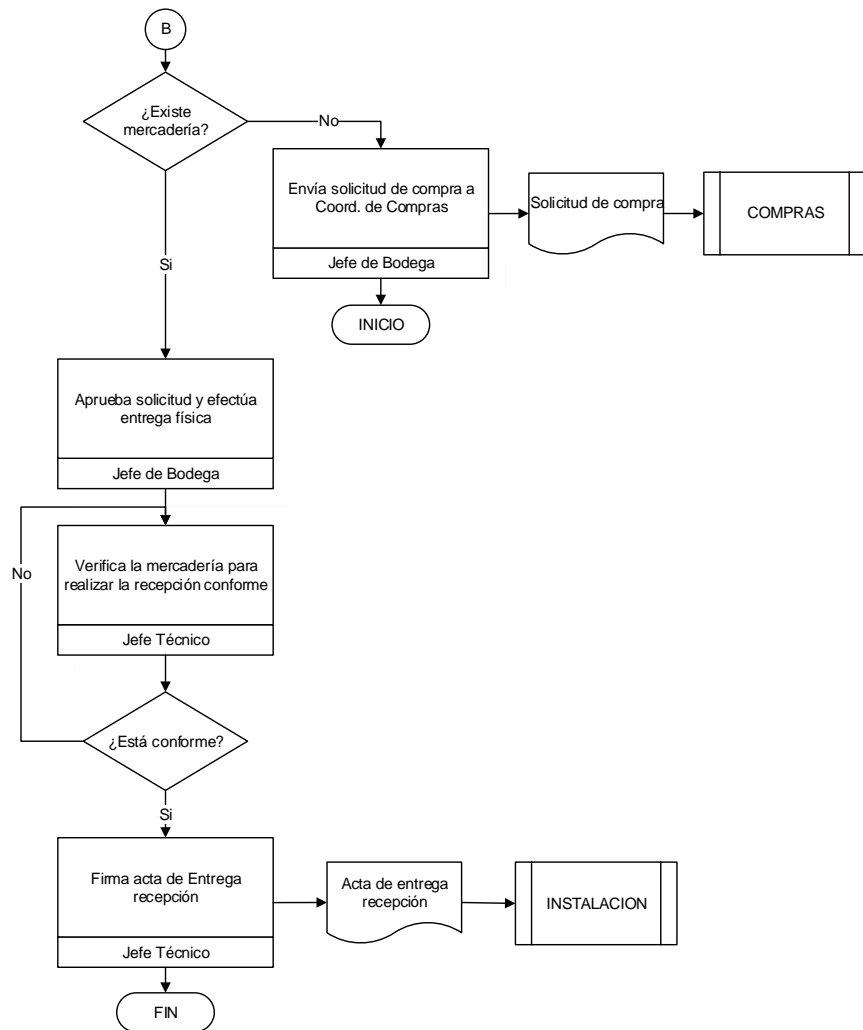 B
¿Existe
mercadería?
No
Envía solicitud de compra a
Coord. de Compras
Jefe de Bodega
Solicitud de compra
COMPRAS
Si
INICIO
Aprueba solicitud y efectúa
entrega física
Jefe de Bodega
No
Verifica la mercadería para
realizar la recepción conforme
Jefe Técnico
¿Está conforme?
Si
Firma acta de Entrega
recepción
Jefe Técnico
Acta de entrega
recepción
INSTALACION
FIN